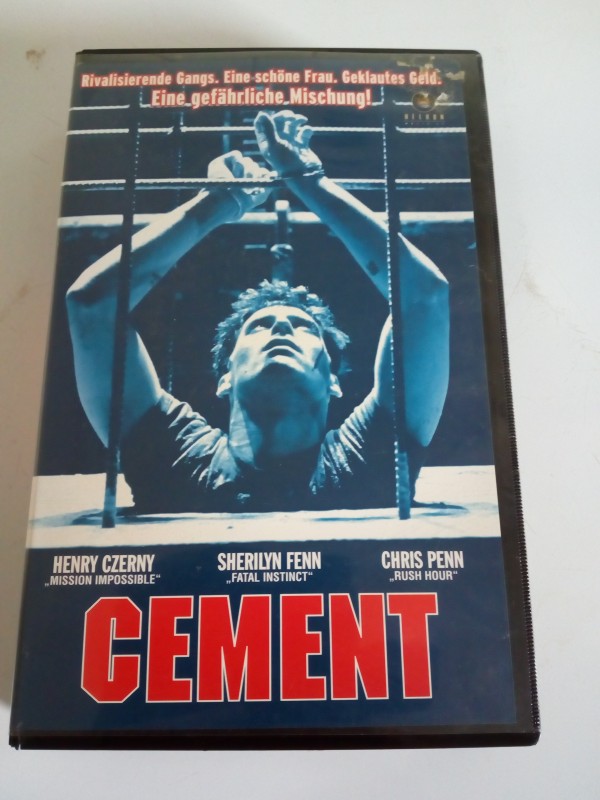 Rivalisierende Gangs. Eine schöne Frau. Geklautes Geld.
Eine gefährliche Mischung!
HENRY CZERNY
„MISSION IMPOSSIBLE“
SHERILYN FENN
„FATAL INSTINCT“
CHRIS PENN
„RUSH HOUR“
CEMENT